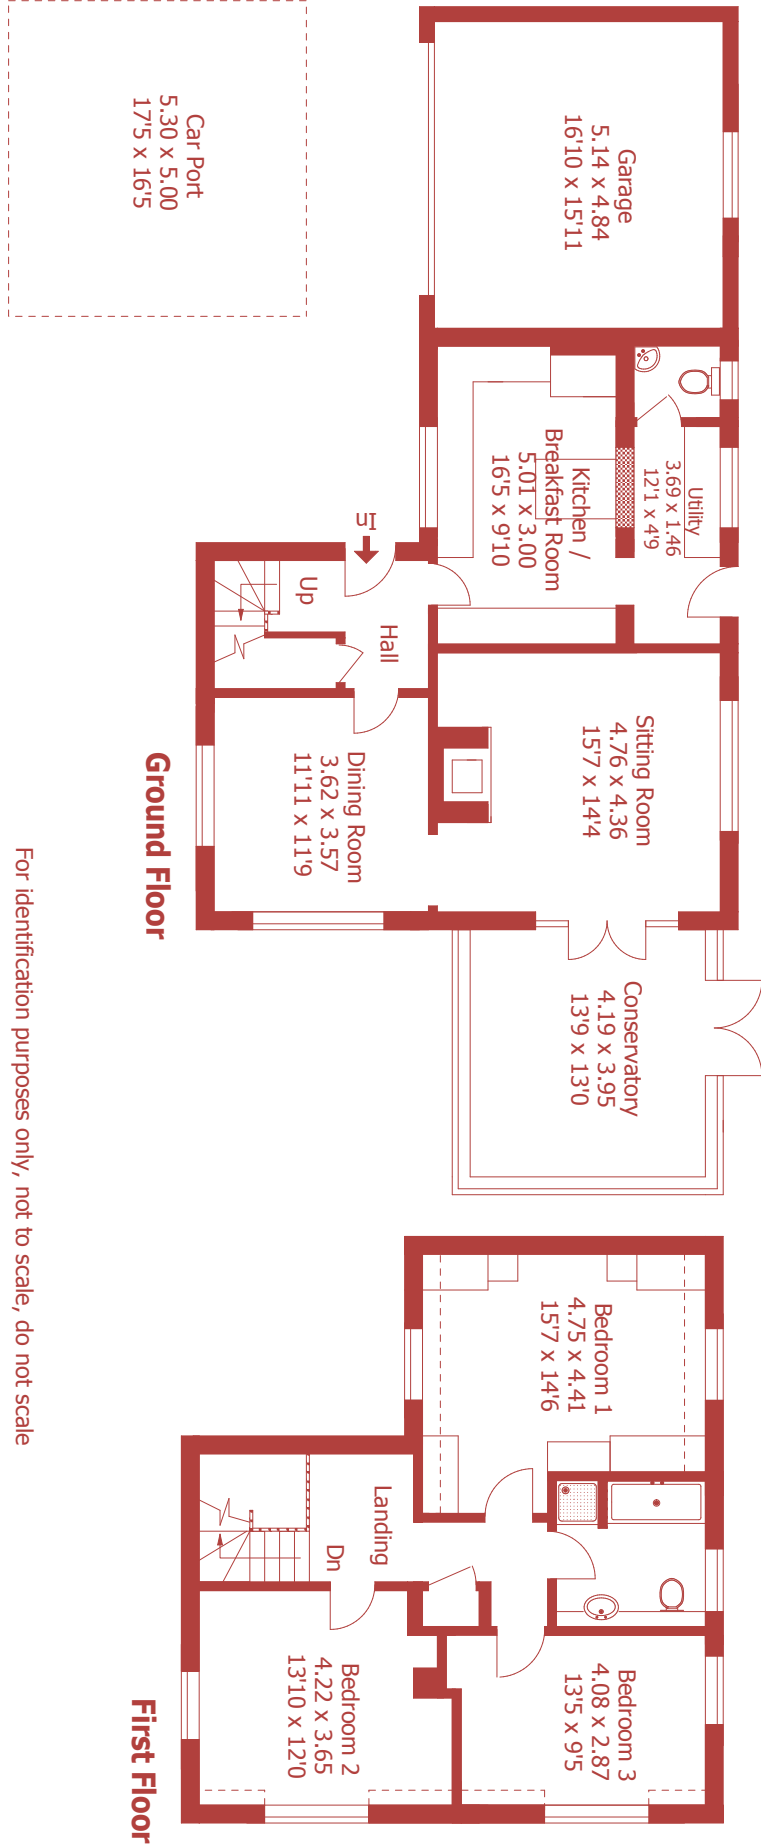 Car Port
5.30 x 5.00
17'5 x 16'5
Garage
5.14 x 4.84
16'10 x 15'11
Utility
3.69 x 1.46
12'1 x 4'9
Kitchen /
Breakfast Room
5.01 x 3.00
16'5 x 9'10
In
Up
Hall
Sitting Room
4.76 x 4.36
15'7 x 14'4
Dining Room
3.62 x 3.57
11'11 x 11'9
Conservatory
4.19 x 3.95
13'9 x 13'0
Ground Floor
Bedroom 1
4.75 x 4.41
15'7 x 14'6
Landing
Dn
Bedroom 2
4.22 x 3.65
13'10 x 12'0
Bedroom 3
4.08 x 2.87
13'5 x 9'5
First Floor
For identification purposes only, not to scale, do not scale